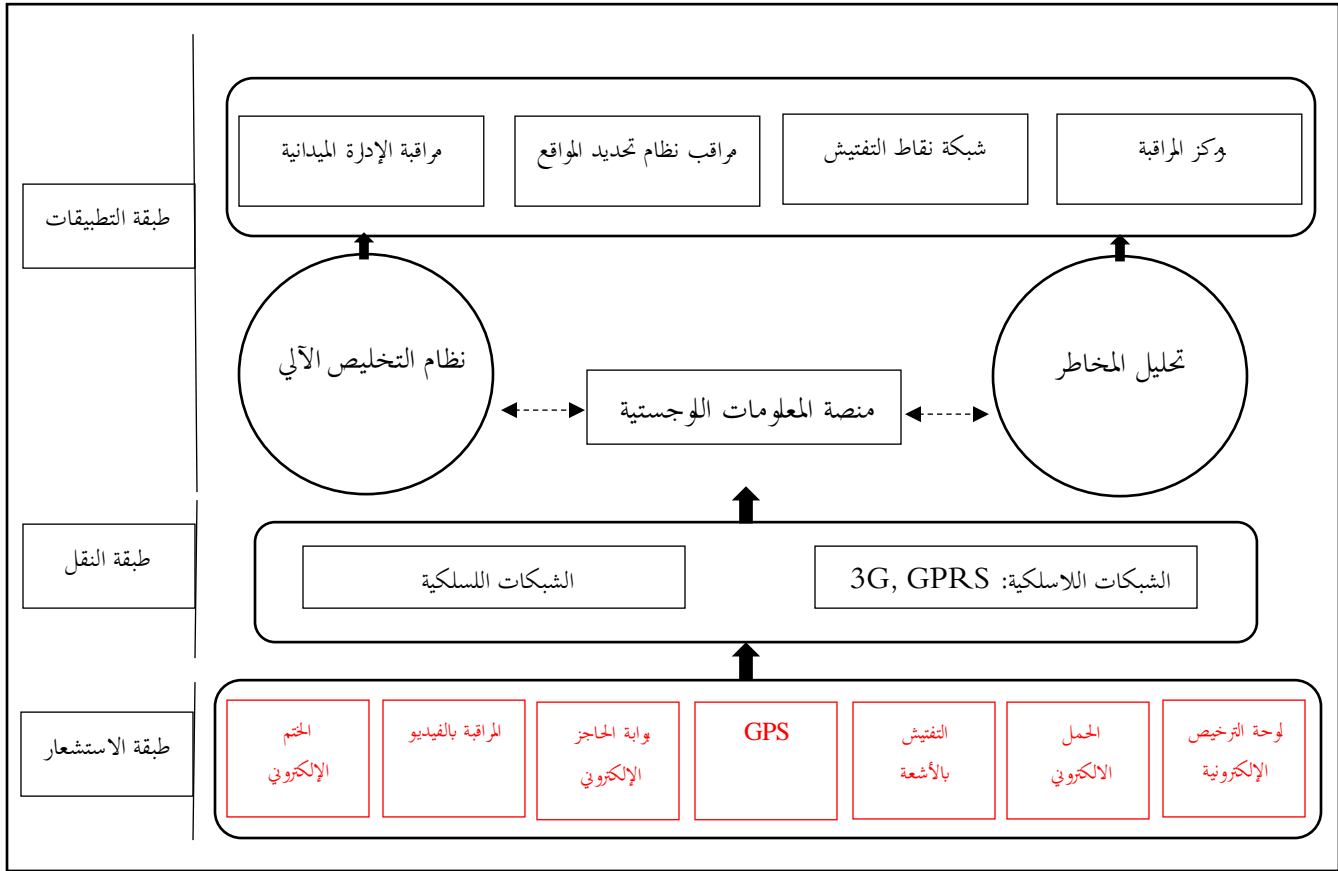 مركز المراقبة
شبكة نقاط التفتيش
مراقب نظام تحديد المواقع
مراقبة الإدارة الميدانية
طبقة التطبيقات
تحليل المخاطر
منصة المعلومات اللوجستية
نظام التخليص الآلي
الشبكات اللاسلكية: 3G, GPRS
الشبكات اللسلكية
طبقة النقل
لوحة الترخيص
الإلكترونية
الحمل
الالكتروني
التفتيش
بالأشعة
GPS
بوابة الحاجز
الإلكتروني
المراقبة بالفيديو
الختم
الإلكتروني
طبقة الاستشعار